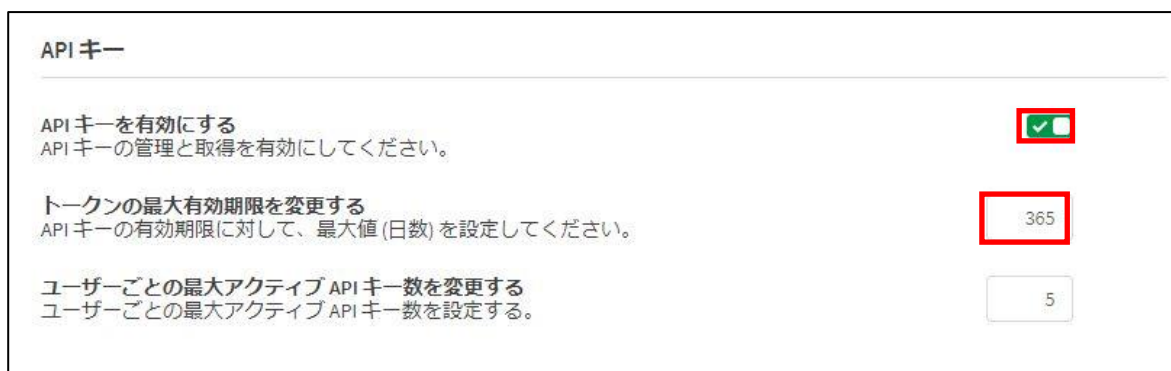 API キー
API キーを有効にする
API キーの管理と取得を有効にしてください。
トークンの最大有効期限を変更する
API キーの有効期限に対して、最大値 (日数) を設定してください。
365
ユーザーごとの最大アクティブ API キー数を変更する
ユーザーごとの最大アクティブ API キー数を設定する。
5